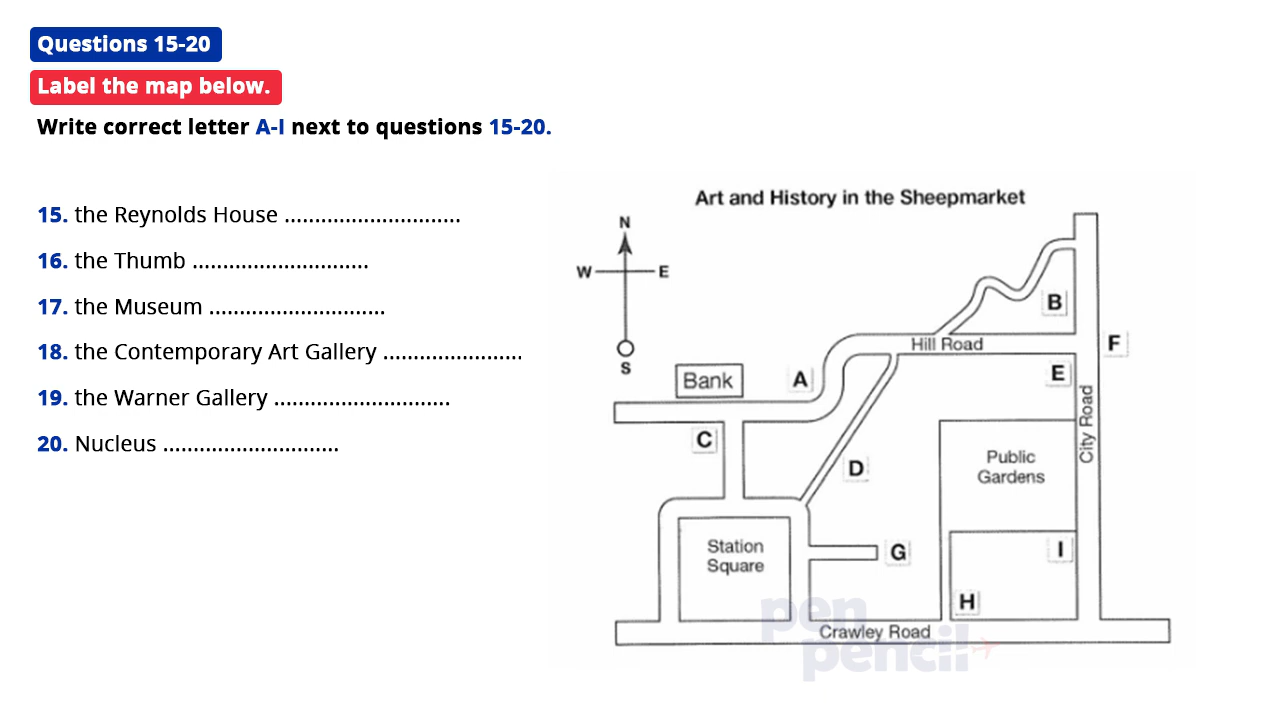 Questions 15-20
Label the map below.
Write correct letter A-I next to questions 15-20.
15. the Reynolds House .............................
16. the Thumb .............................
17. the Museum .............................
18. the Contemporary Art Gallery .......................
19. the Warner Gallery .............................
20. Nucleus .............................
Art and History in the Sheepmarket
N
W E
S
B
Hill Road
F
Bank
A
E
C
City Road
D
Public
Gardens
Station
Square
G
I
H
Crawley Road
pen
pencil